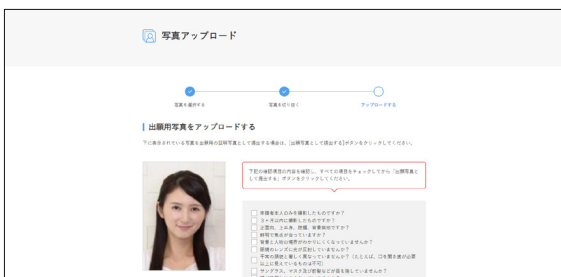 写真アップロード
写真を選択する
写真を切り抜く
アップロードする
出願用写真をアップロードする
下に表示されている写真を出願用の証明写真として提出する場合は、[出願写真として提出する]ボタンをクリックしてください。
下記の確認項目の内容を確認し、すべての項目をチェックしてから「出願写真と
して提出する」ボタンをクリックしてください。
志願者本人のみを撮影したものですか?
3ヶ月以内に撮影したものですか?
正面向、上半身、脱帽、背景無地ですか?
鮮明で焦点が合っていますか?
背景と人物の境界がわかりにくくなっていませんか?
眼鏡のレンズに光が反射していませんか?
平常の顔貌と著しく異なっていませんか?(たとえば、口を開き歯が必要
以上に見えているものは不可)
サングラス、マスク及び前髪などが目を隠していませんか?